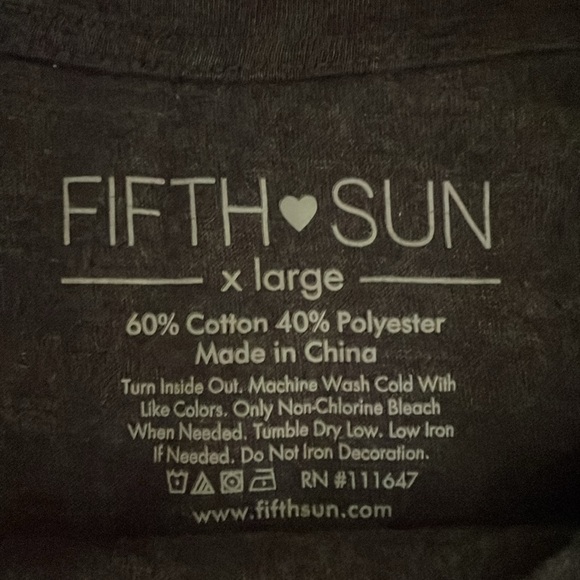 FIFTH♥SUN
x large
60% Cotton 40% Polyester
Made in China
Turn Inside Out. Machine Wash Cold With
Like Colors. Only Non-Chlorine Bleach
When Needed. Tumble Dry Low. Low Iron
If Needed. Do Not Iron Decoration.
RN #111647
www.fifthsun.com